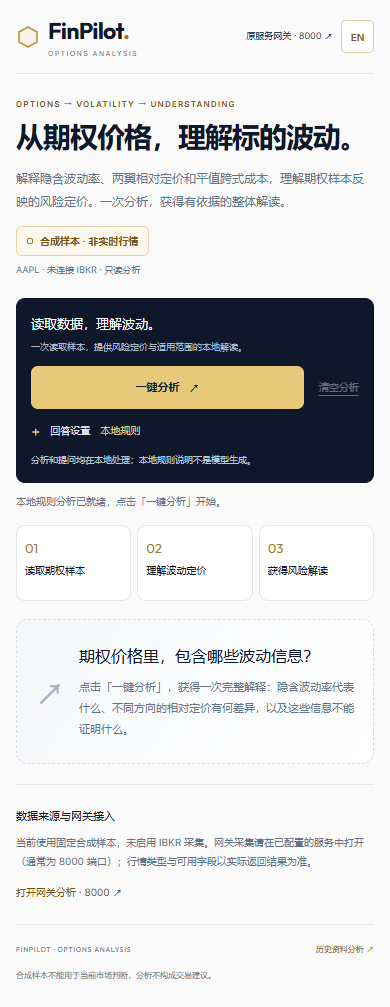 FinPilot.
OPTIONS ANALYSIS
原服务网关 · 8000 ↗
EN
OPTIONS → VOLATILITY → UNDERSTANDING
从期权价格，理解标的波动。
解释隐含波动率、两翼相对定价和平值跨式成本，理解期权样本反
映的风险定价。一次分析，获得有依据的整体解读。
合成样本 · 非实时行情
AAPL · 未连接 IBKR · 只读分析
读取数据，理解波动。
一次读取样本，提供风险定价与适用范围的本地解读。
一键分析 ↗
清空分析
+ 回答设置 本地规则
分析和提问均在本地处理；本地规则说明不是模型生成。
本地规则分析已就绪，点击「一键分析」开始。
01
读取期权样本
02
理解波动定价
03
获得风险解读
期权价格里，包含哪些波动信息？
点击「一键分析」，获得一次完整解释：隐含波动率代表
什么、不同方向的相对定价有何差异，以及这些信息不能
证明什么。
数据来源与网关接入
当前使用固定合成样本，未启用 IBKR 采集。网关采集请在已配置的服务中打开
（通常为 8000 端口）；行情类型与可用字段以实际返回结果为准。
打开网关分析 · 8000 ↗
FINPILOT · OPTIONS ANALYSIS
历史资料分析 ↗
合成样本不能用于当前市场判断，分析不构成交易建议。